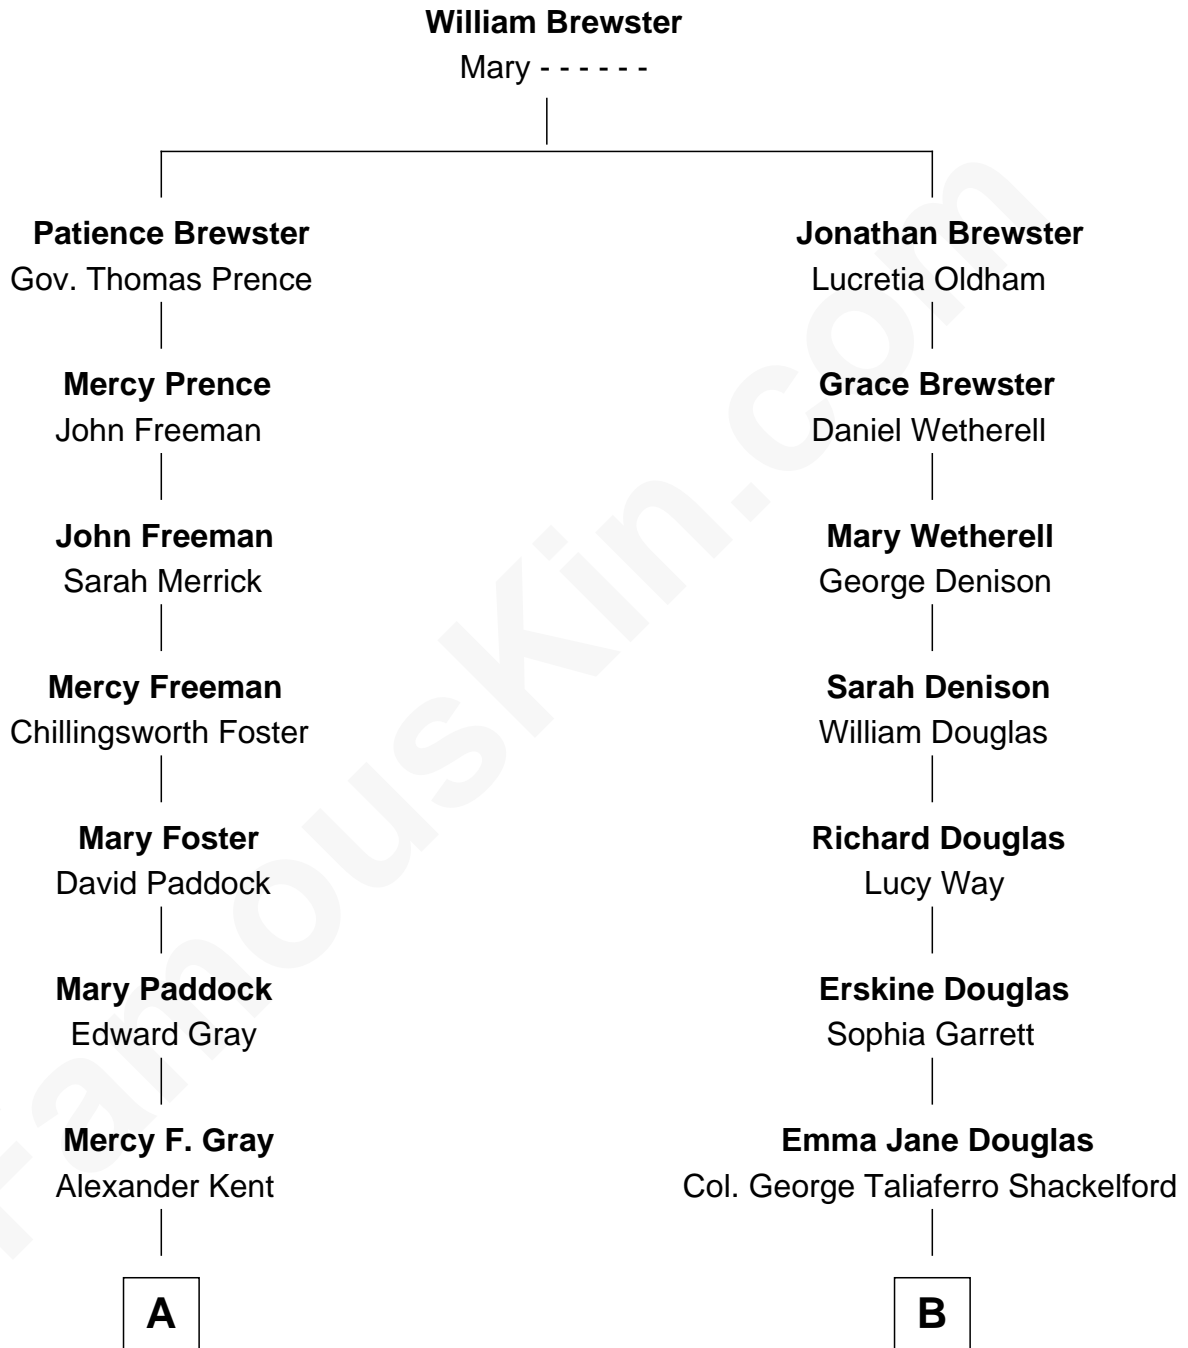 William Brewster
Mary - - - - - -
Patience Brewster
Gov. Thomas Prence
Jonathan Brewster
Lucretia Oldham
Mercy Prence
John Freeman
Grace Brewster
Daniel Wetherell
John Freeman
Sarah Merrick
Mary Wetherell
George Denison
Mercy Freeman
Chillingsworth Foster
Sarah Denison
William Douglas
Mary Foster
David Paddock
Richard Douglas
Lucy Way
Mary Paddock
Edward Gray
Erskine Douglas
Sophia Garrett
Mercy F. Gray
Alexander Kent
Emma Jane Douglas
Col. George Taliaferro Shackelford
A
B
FamousKin.com